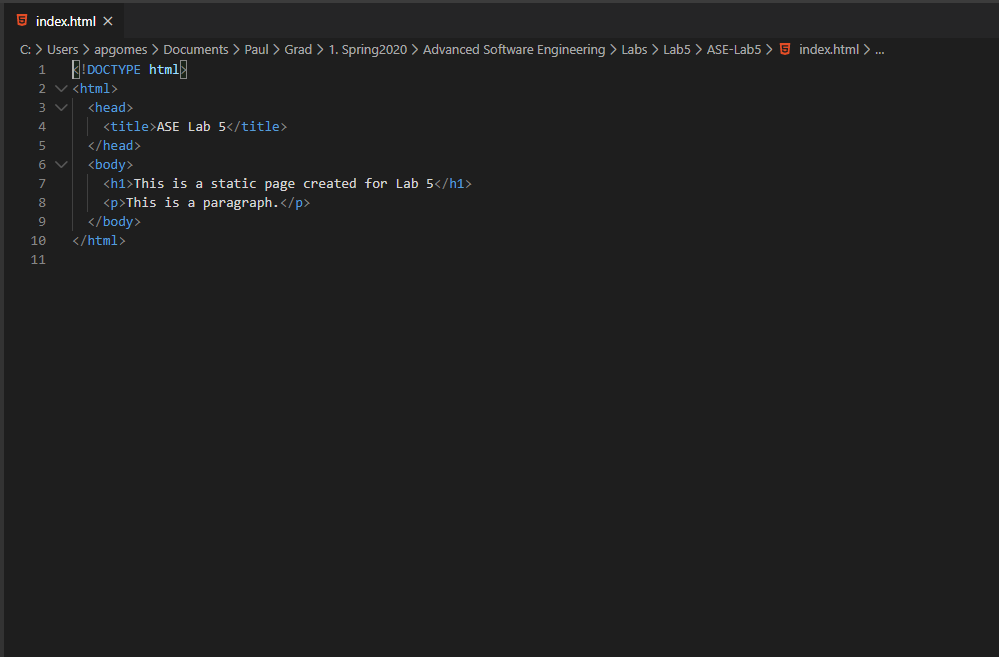 index.html
C: > Users > apgomes > Documents > Paul > Grad > 1. Spring2020 > Advanced Software Engineering > Labs > Lab5 > ASE-Lab5 > index.html > ...
1 <!DOCTYPE html>
2 <html>
3   <head>
4     <title>ASE Lab 5</title>
5   </head>
6   <body>
7     <h1>This is a static page created for Lab 5</h1>
8     <p>This is a paragraph.</p>
9   </body>
10 </html>
11